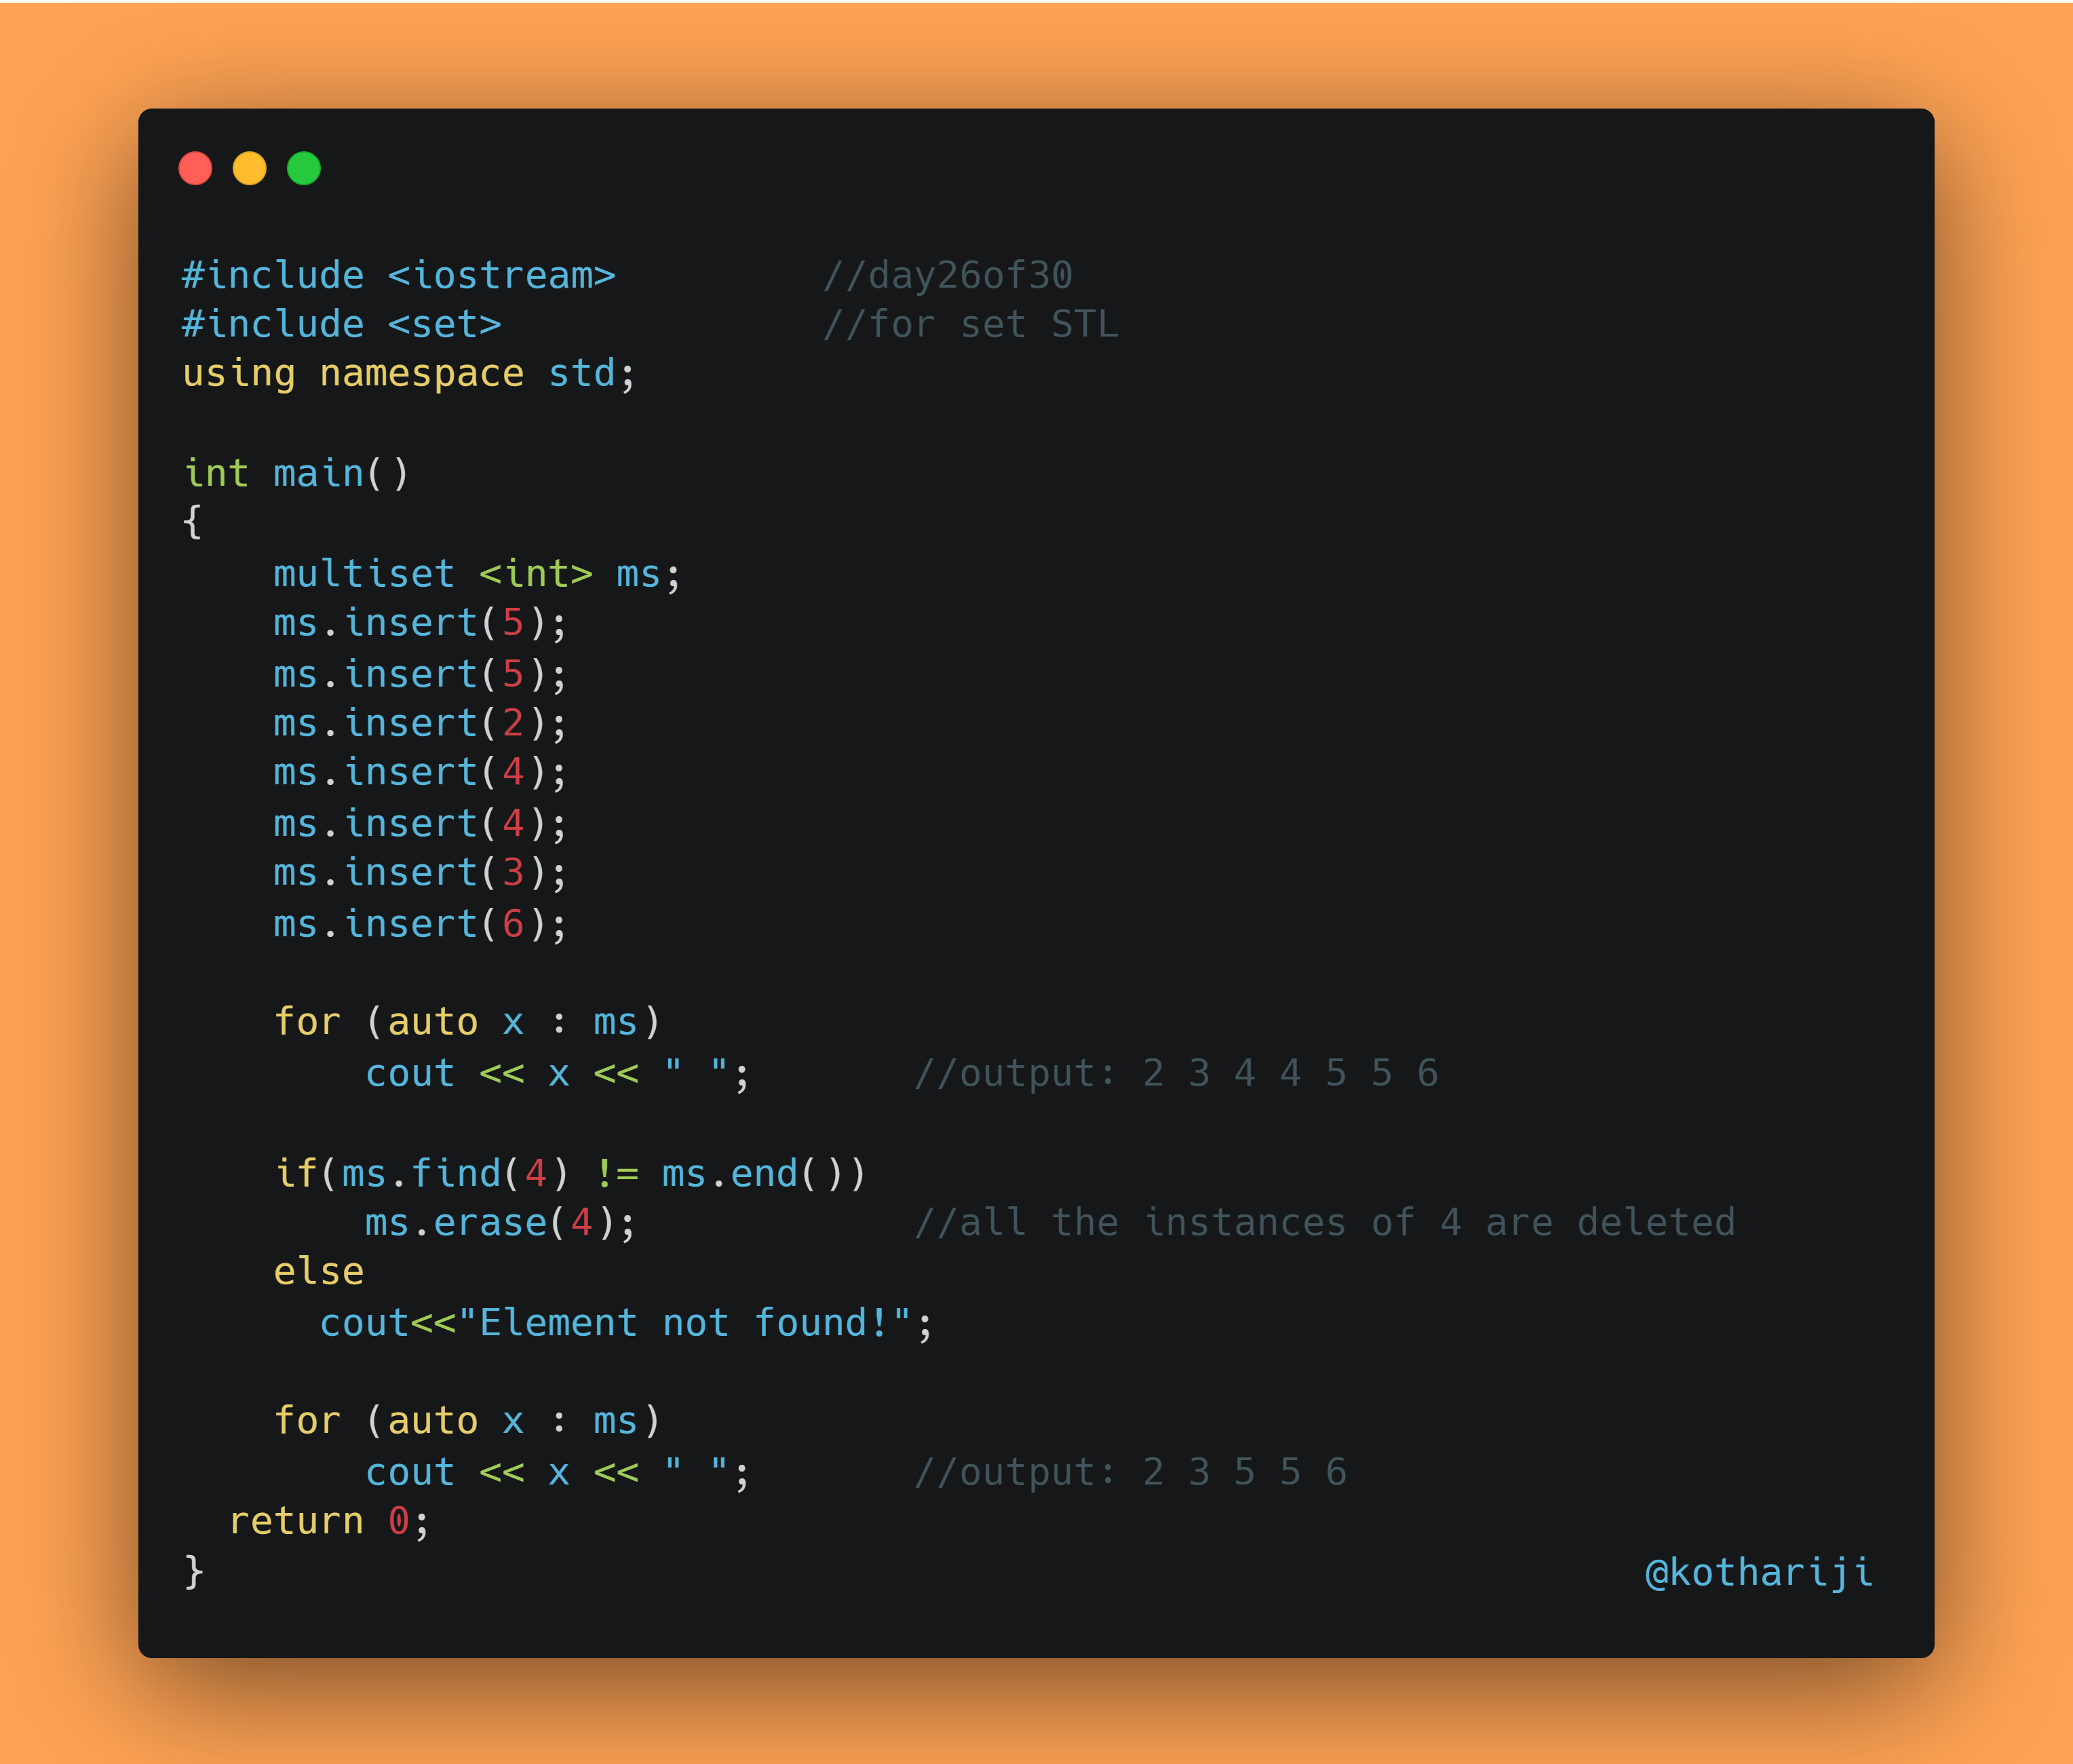 #include <iostream>         //day26of30
#include <set>              //for set STL
using namespace std;

int main()
{
    multiset <int> ms;
    ms.insert(5);
    ms.insert(5);
    ms.insert(2);
    ms.insert(4);
    ms.insert(4);
    ms.insert(3);
    ms.insert(6);

    for (auto x : ms)
        cout << x << " ";       //output: 2 3 4 4 5 5 6

    if(ms.find(4) != ms.end())
        ms.erase(4);            //all the instances of 4 are deleted
    else
      cout<<"Element not found!";

    for (auto x : ms)
        cout << x << " ";       //output: 2 3 5 5 6
  return 0;
}                                                               @kothariji